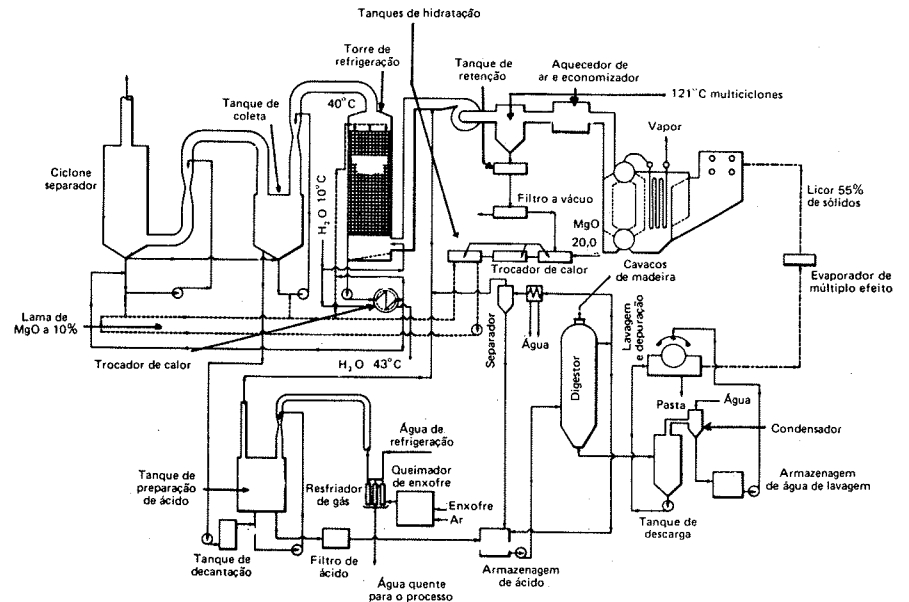 Tanques de hidratação
Torre de
refrigeração
Tanque de
retenção
Aquecedor de
ar e economizador
Tanque de
coleta
40°C
121°C multiciclones
Vapor
Ciclone
separador
H₂O 10°C
Filtro a vácuo
Licor 55%
de sólidos
MgO
20,0
Trocador de calor
Cavacos
de madeira
Evaporador de
múltiplo efeito
Lama de
MgO a 10%
Separador
Água
Lavagem
e depuração
Trocador de calor
H₂O 43°C
Digestor
Pasta
Água
Condensador
Água de
refrigeração
Tanque de
preparação
de ácido
Resfriador
de gás
Queimador
de enxofre
Enxofre
Ar
Armazenagem
de água de lavagem
Tanque de
descarga
Tanque de
decantação
Filtro de
ácido
Água quente
para o processo
Armazenagem
de ácido